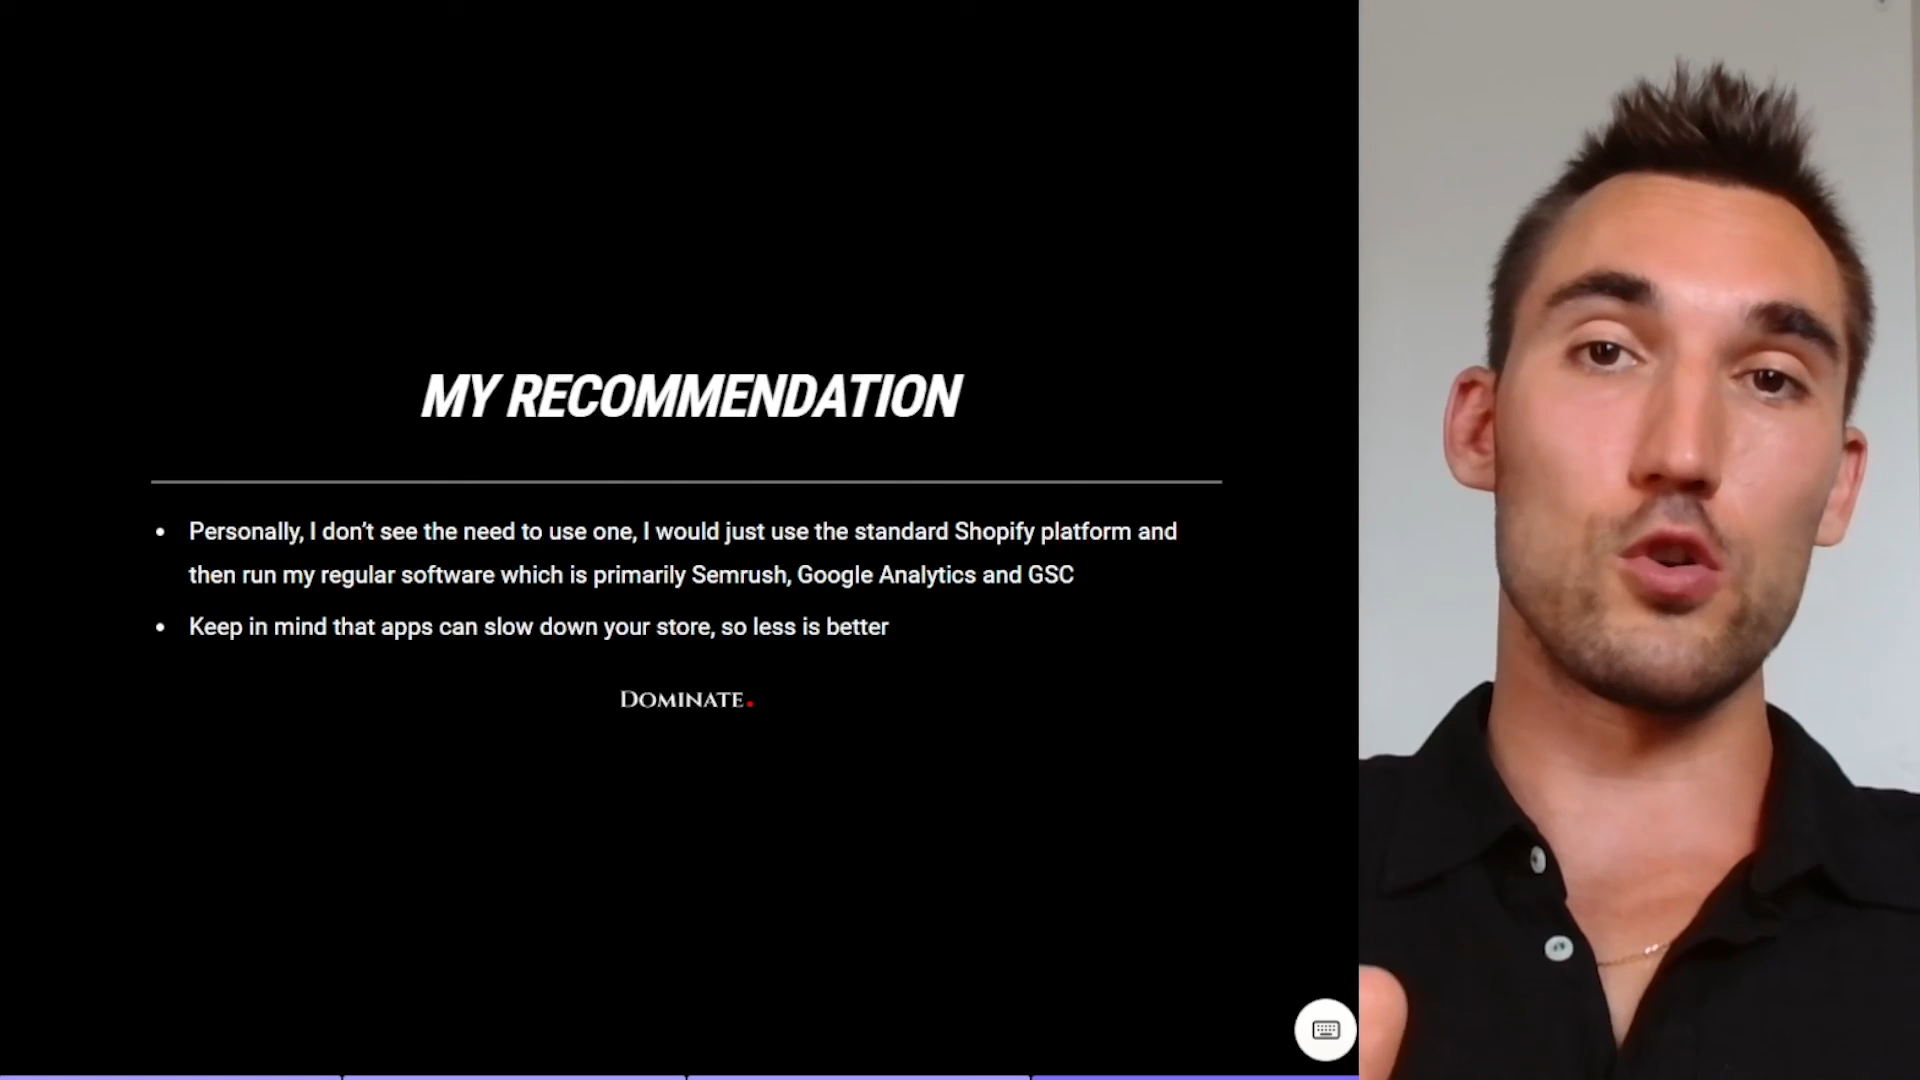 MY RECOMMENDATION
• Personally, I don’t see the need to use one, I would just use the standard Shopify platform and
then run my regular software which is primarily Semrush, Google Analytics and GSC
• Keep in mind that apps can slow down your store, so less is better
DOMINATE.